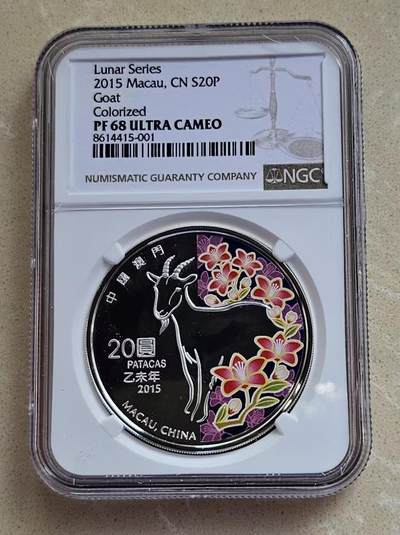 Lunar Series
2015 Macau, CN S20P
Goat
Colorized
PF 68 ULTRA CAMEO
8614415-001
NUMISMATIC GUARANTY COMPANY
NGC
中國澳門
20圓
PATACAS
乙未年
2015
MACAU, CHINA